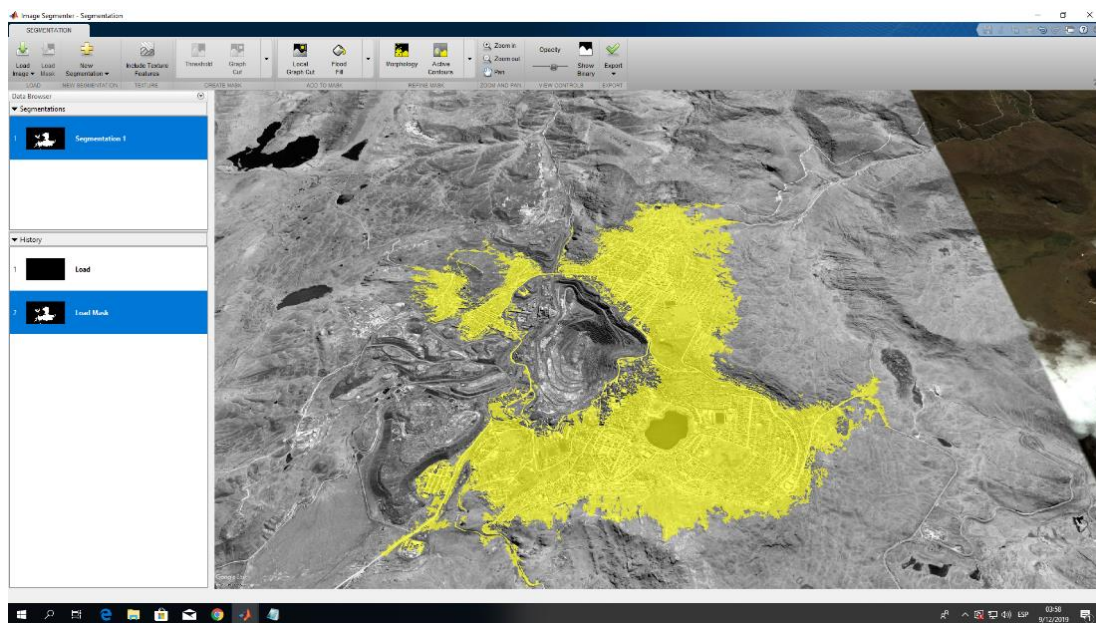 Image Segmenter - Segmentation
SEGMENTATION
Load Image
Load Mask
New Segmentation
Include Texture Features
Threshold
Graph Cut
Local Graph Cut
Flood Fill
Morphology
Active Contours
Zoom in
Zoom out
Pan
Opacity
Show Binary
Export
LOAD
NEW SEGMENTATION
TEXTURE
CREATE MASK
ADD TO MASK
REFINE MASK
ZOOM AND PAN
VIEW CONTROLS
EXPORT
Data Browser
Segmentations
1 Segmentation 1
History
1 Load
2 Load Mask
ESP
03:58
9/12/2019